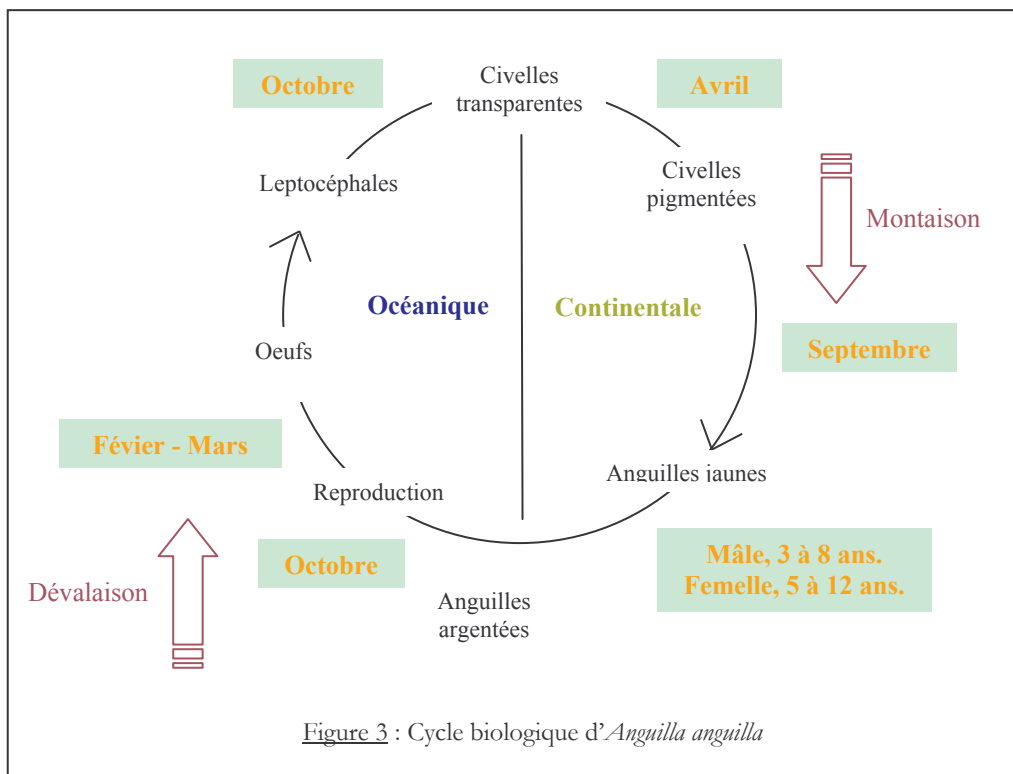 Octobre
Civelles
transparentes
Avril
Leptocéphales
Civelles
pigmentées
Montaison
Océanique
Continentale
Septembre
Oeufs
Févier - Mars
Anguilles jaunes
Reproduction
Dévalaison
Octobre
Mâle, 3 à 8 ans.
Femelle, 5 à 12 ans.
Anguilles
argentées
Figure 3 : Cycle biologique d'Anguilla anguilla